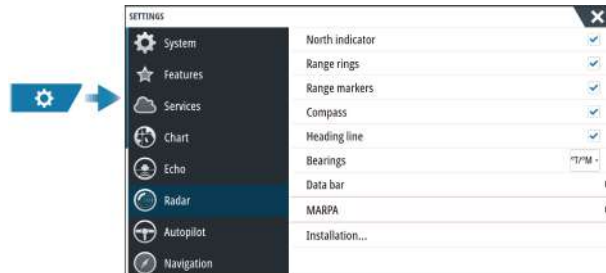 SETTINGS
System
Features
Services
Chart
Echo
Radar
Autopilot
Navigation
North indicator
Range rings
Range markers
Compass
Heading line
Bearings
°T/°M
Data bar
MARPA
Installation...